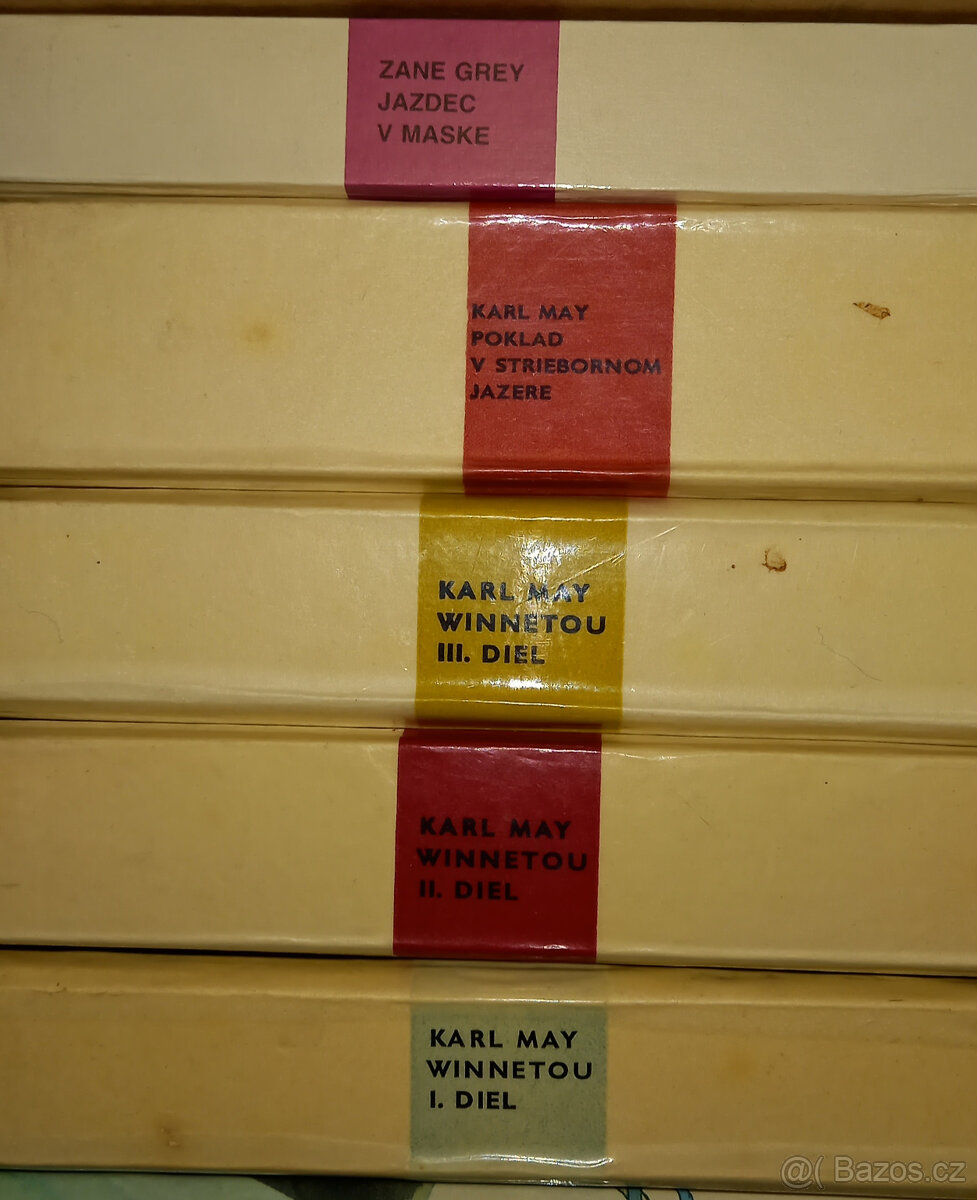 ZANE GREY
JAZDEC
V MASKE
KARL MAY
POKLAD
V STRIEBORNOM
JAZERE
KARL MAY
WINNETOU
III. DIEL
KARL MAY
WINNETOU
II. DIEL
KARL MAY
WINNETOU
I. DIEL
@( Bazos.cz